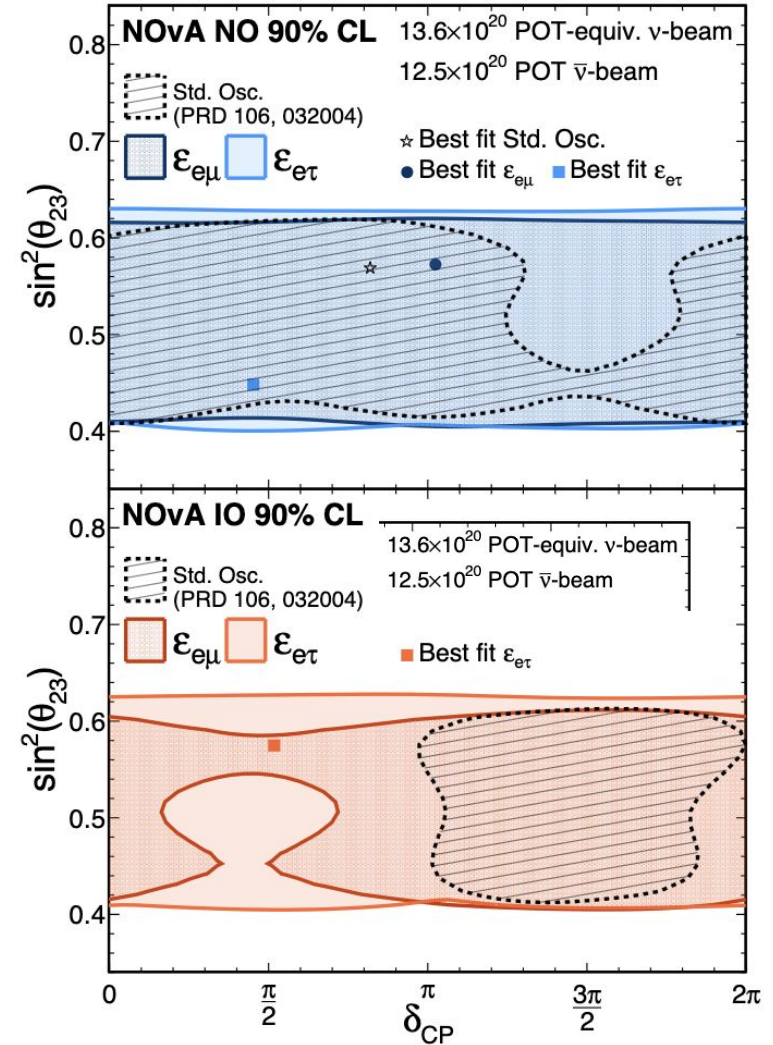 NOvA NO 90% CL
13.6×10²⁰ POT-equiv. ν-beam
12.5×10²⁰ POT ν̄-beam
Std. Osc.
(PRD 106, 032004)
εₑμ εₑτ
Best fit Std. Osc.
Best fit εₑμ Best fit εₑτ
sin²(θ₂₃)
0.8
0.7
0.6
0.5
0.4
NOvA IO 90% CL
13.6×10²⁰ POT-equiv. ν-beam
12.5×10²⁰ POT ν̄-beam
Std. Osc.
(PRD 106, 032004)
εₑμ εₑτ
Best fit εₑτ
sin²(θ₂₃)
0.8
0.7
0.6
0.5
0.4
0 π/2 π 3π/2 2π
δCP